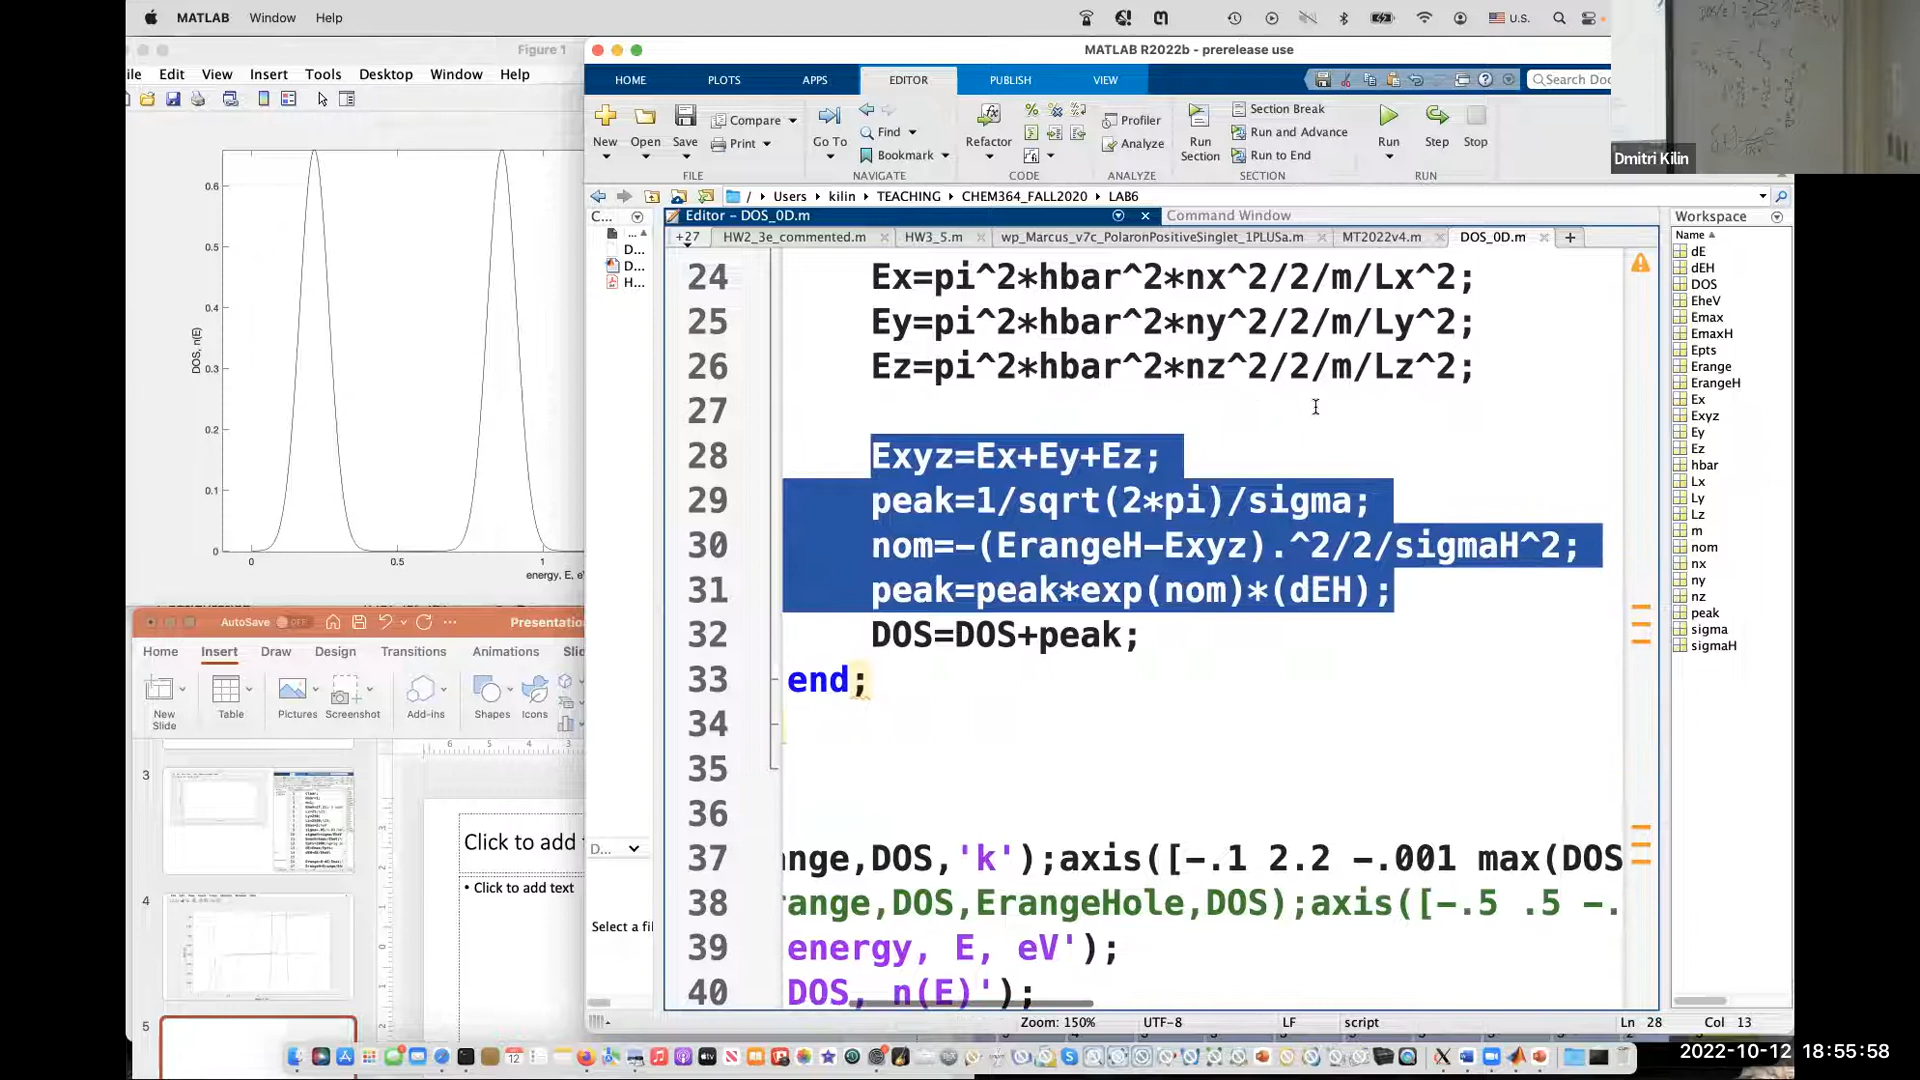 MATLAB Window Help
U.S.
Figure 1
ile Edit View Insert Tools Desktop Window Help
MATLAB R2022b - prerelease use
HOME PLOTS APPS EDITOR PUBLISH VIEW
Search Doc
New Open Save Compare Print
Go To Find Bookmark
Refactor
Profiler
Analyze
Run Section
Section Break
Run and Advance
Run to End
Run Step Stop
FILE NAVIGATE CODE ANALYZE SECTION RUN
Dmitri Kilin
/ Users kilin TEACHING CHEM364_FALL2020 LAB6
C...
Editor - DOS_0D.m
Command Window
Workspace
+27 HW2_3e_commented.m HW3_5.m wp_Marcus_v7c_PolaronPositiveSinglet_1PLUSa.m MT2022v4.m DOS_0D.m
...
D...
D...
H...
24 Ex=pi^2*hbar^2*nx^2/2/m/Lx^2;
25 Ey=pi^2*hbar^2*ny^2/2/m/Ly^2;
26 Ez=pi^2*hbar^2*nz^2/2/m/Lz^2;
27
28 Exyz=Ex+Ey+Ez;
29 peak=1/sqrt(2*pi)/sigma;
30 nom=-(ErangeH-Exyz).^2/2/sigmaH^2;
31 peak=peak*exp(nom)*(dEH);
32 DOS=DOS+peak;
33 end;
34
35
36
37 ange,DOS,'k');axis([-.1 2.2 -.001 max(DOS
38 range,DOS,ErangeHole,DOS);axis([-.5 .5 -.
39 energy, E, eV');
40 DOS, n(E)');
Name
dE
dEH
DOS
EheV
Emax
EmaxH
Epts
Erange
ErangeH
Ex
Exyz
Ey
Ez
hbar
Lx
Ly
Lz
m
nom
nx
ny
nz
peak
sigma
sigmaH
0.6
0.5
0.4
0.3
0.2
0.1
0
DOS, n(E)
0 0.5 1
energy, E, e
AutoSave OFF ... Presentation
Home Insert Draw Design Transitions Animations Slid
New Slide
Table
Pictures
Screenshot
Add-ins
Shapes
Icons
6 5 4 3
3
4
5
Click to add
• Click to add text
D...
Select a fil
Zoom: 150% UTF-8 LF script Ln 28 Col 13
2022-10-12 18:55:58